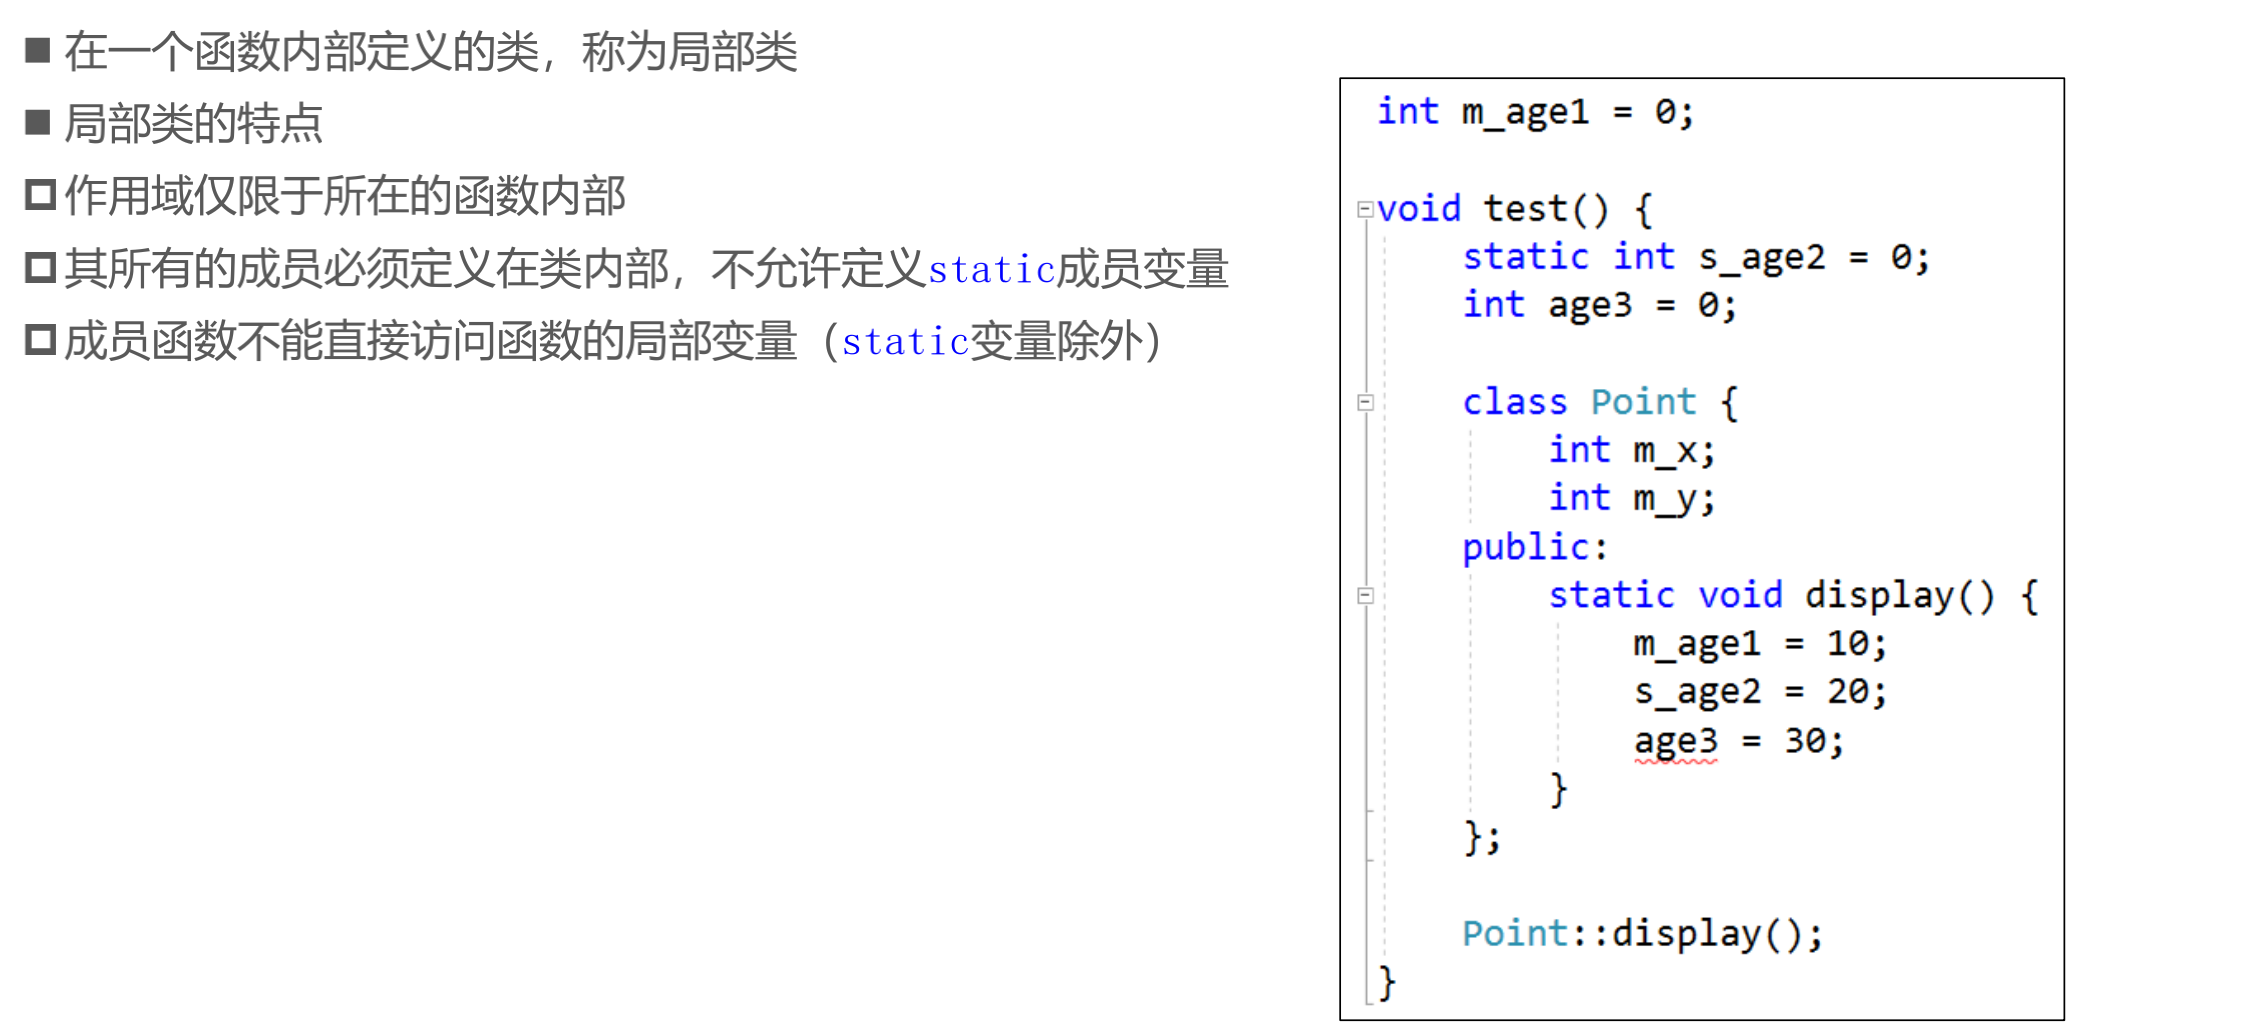 在一个函数内部定义的类，称为局部类
局部类的特点
作用域仅限于所在的函数内部
其所有的成员必须定义在类内部，不允许定义static成员变量
成员函数不能直接访问函数的局部变量（static变量除外）
int m_age1 = 0;
void test() {
static int s_age2 = 0;
int age3 = 0;
class Point {
int m_x;
int m_y;
public:
static void display() {
m_age1 = 10;
s_age2 = 20;
age3 = 30;
}
};
Point::display();
}